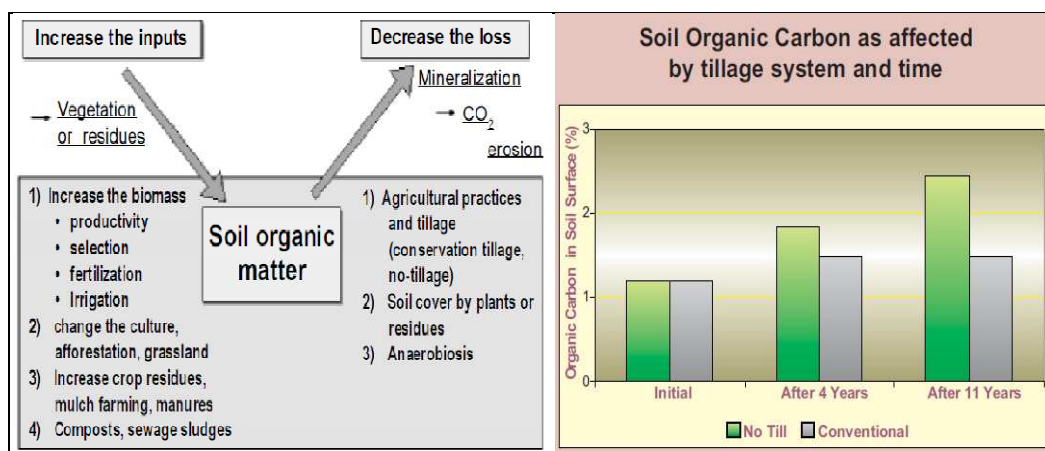 Increase the inputs
Decrease the loss
Mineralization
→ CO2
erosion
→ Vegetation
or residues
1) Increase the biomass
• productivity
• selection
• fertilization
• Irrigation
2) change the culture,
afforestation, grassland
3) Increase crop residues,
mulch farming, manures
4) Composts, sewage sludges
Soil organic
matter
1) Agricultural practices
and tillage
(conservation tillage,
no-tillage)
2) Soil cover by plants or
residues
3) Anaerobiosis
Soil Organic Carbon as affected
by tillage system and time
Organic Carbon in Soil Surface (%)
3
2
1
0
Initial
After 4 Years
After 11 Years
No Till
Conventional